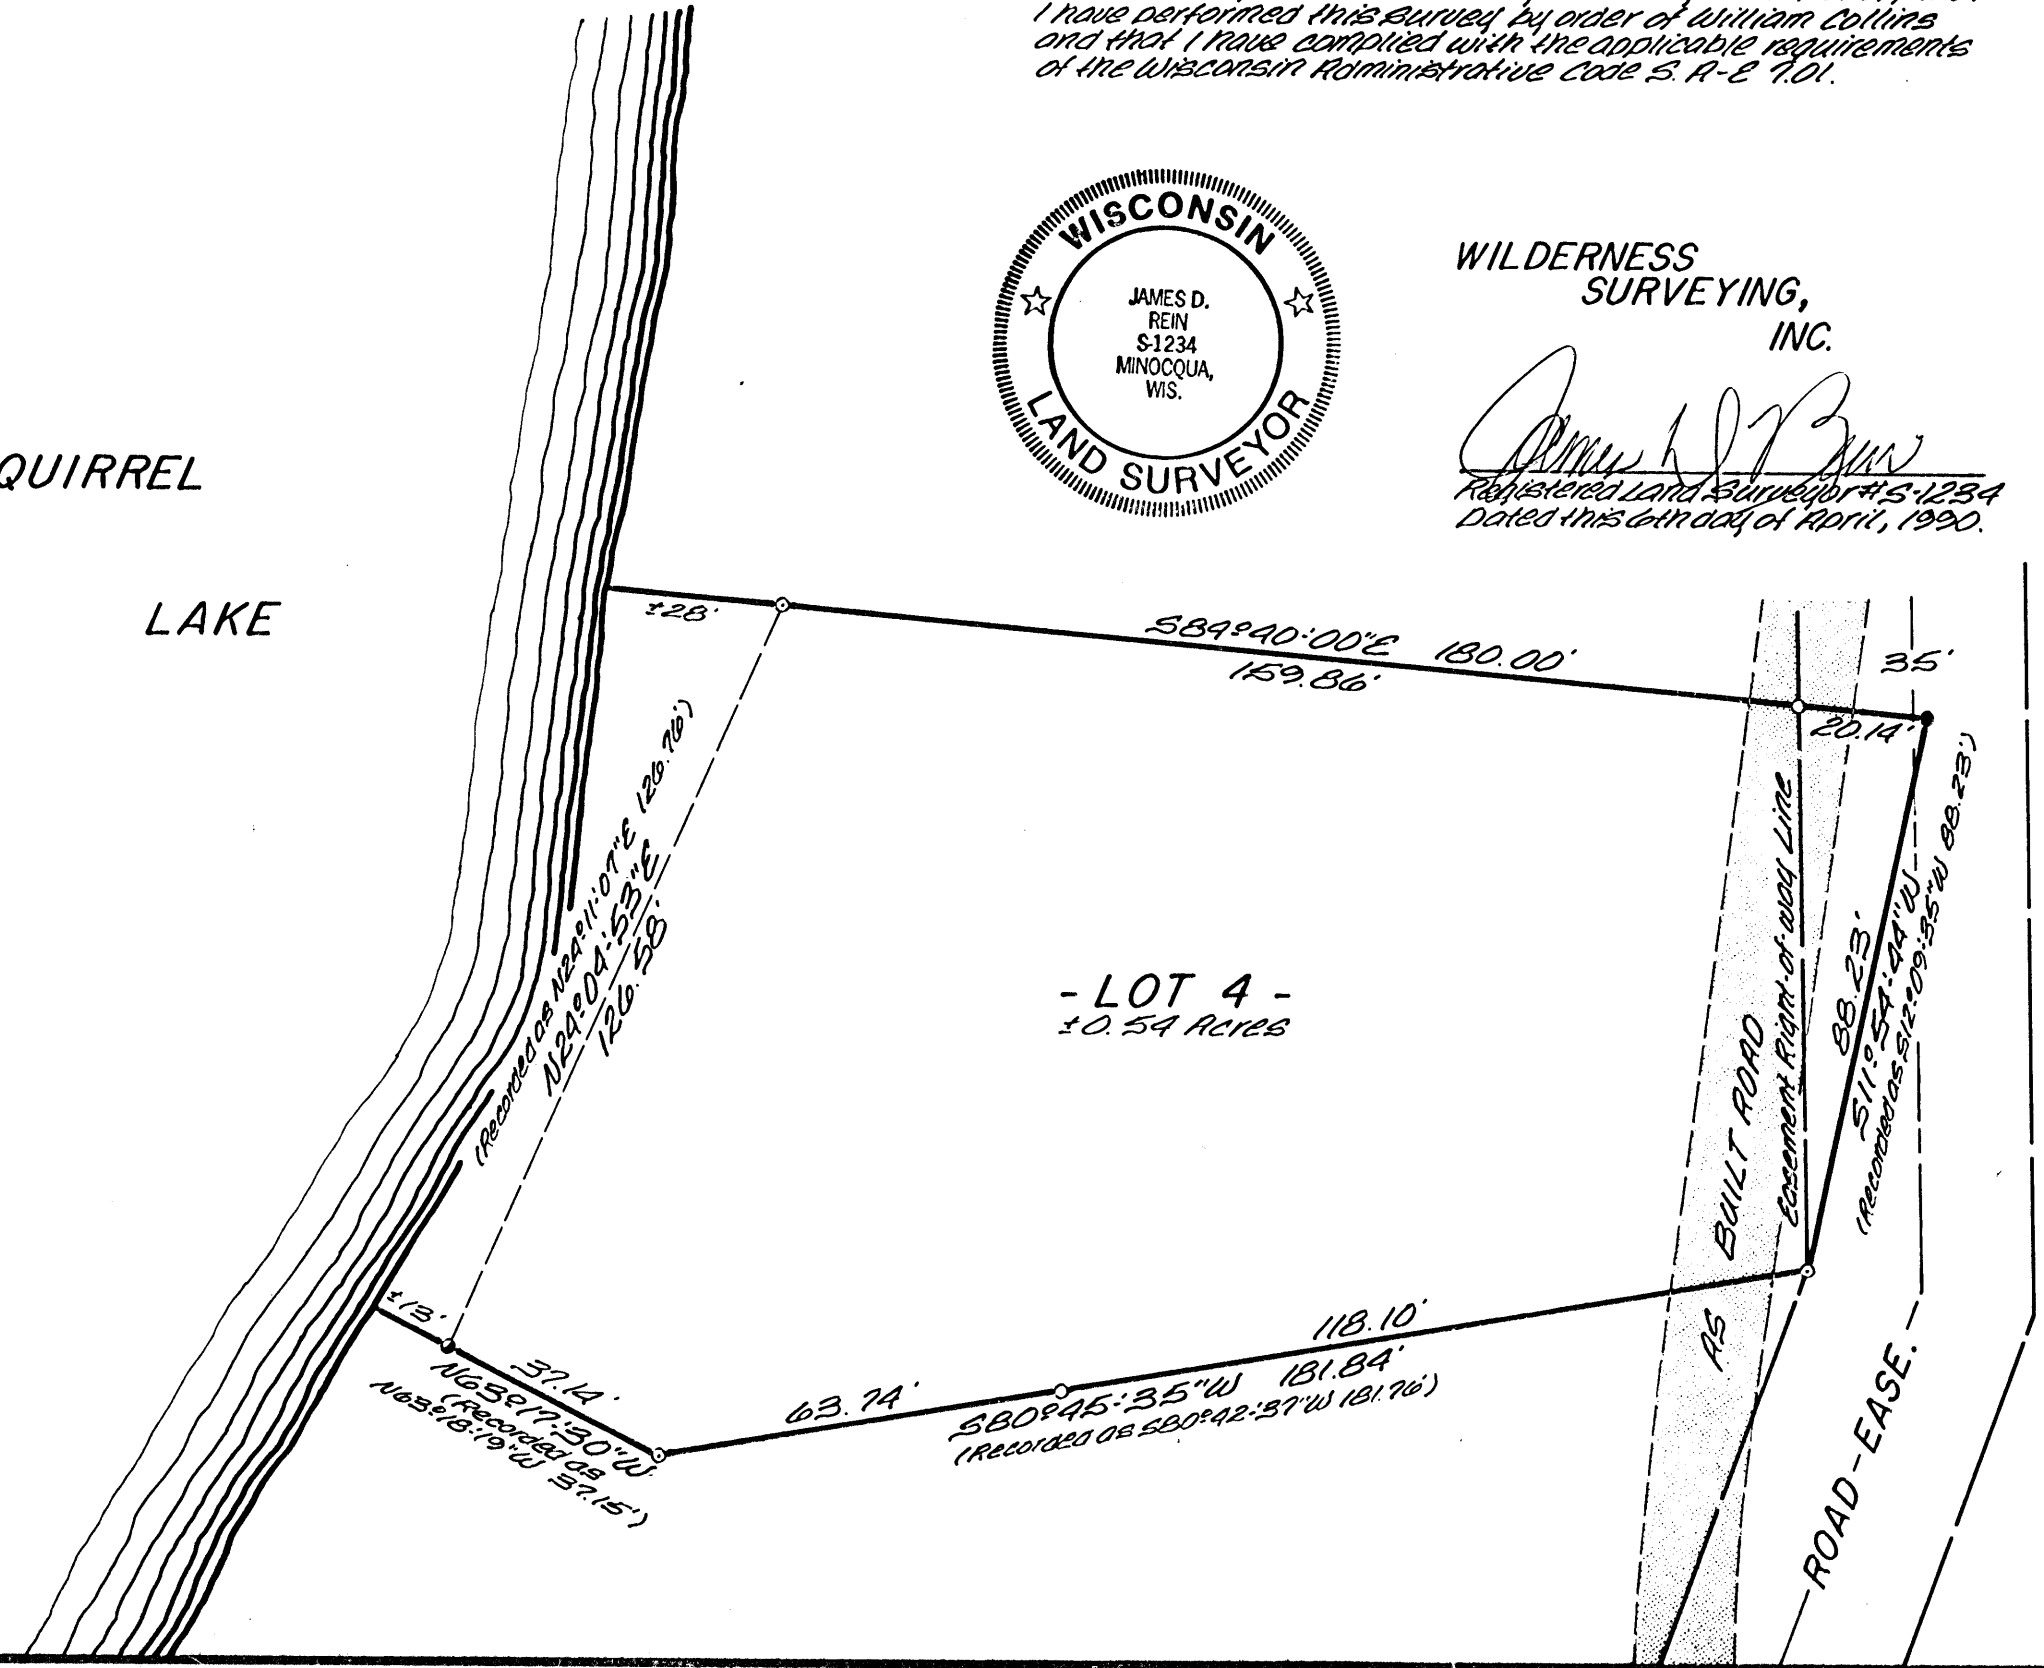 I have performed this survey by order of William Collins
and that I have complied with the applicable requirements
of the Wisconsin Administrative Code S. A-E 7.01.
WISCONSIN
JAMES D.
REIN
S-1234
MINOCQUA,
WIS.
LAND SURVEYOR
WILDERNESS
SURVEYING,
INC.
Registered Land Surveyor # S-1234
Dated this 6th day of April, 1990.
QUIRREL
LAKE
±28'
S84°40'00"E 180.00'
159.86'
35'
20.14'
(Recorded as N24°11'07"E 126.76')
N24°04'53"E
126.58'
- LOT 4 -
±0.54 Acres
AS BUILT ROAD
Easement Right-of-way Line
88.23'
S11°54'44"W
(Recorded as S12°09'35"W 88.23')
±13'
37.14'
N63°17'30"W
(Recorded as
N63°18'19"W 37.15')
63.74'
118.10'
S80°45'35"W 181.84'
(Recorded as S80°42'37"W 181.76')
ROAD-EASE.